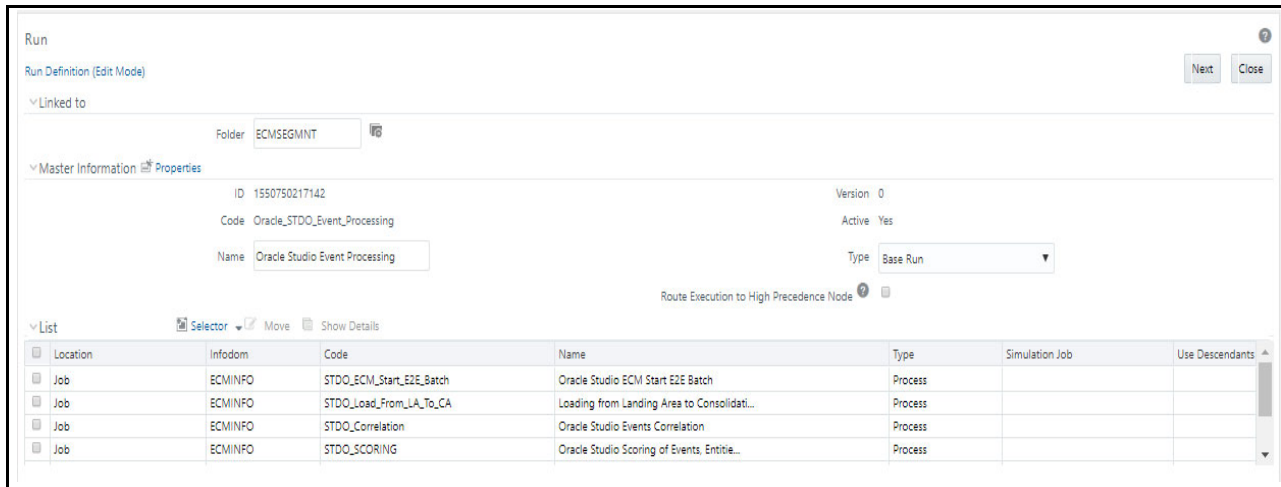 Run
Run Definition (Edit Mode) Next Close
Linked to
Folder ECMSEGMNT
Master Information Properties
ID 1550750217142 Version 0
Code Oracle_STDO_Event_Processing Active Yes
Name Oracle Studio Event Processing Type Base Run
Route Execution to High Precedence Node ?
List Selector Move Show Details
Location Infodom Code Name Type Simulation Job Use Descendants
Job ECMINFO STDO_ECM_Start_E2E_Batch Oracle Studio ECM Start E2E Batch Process
Job ECMINFO STDO_Load_From_LA_To_CA Loading from Landing Area to Consolidati... Process
Job ECMINFO STDO_Correlation Oracle Studio Events Correlation Process
Job ECMINFO STDO_SCORING Oracle Studio Scoring of Events, Entitie... Process